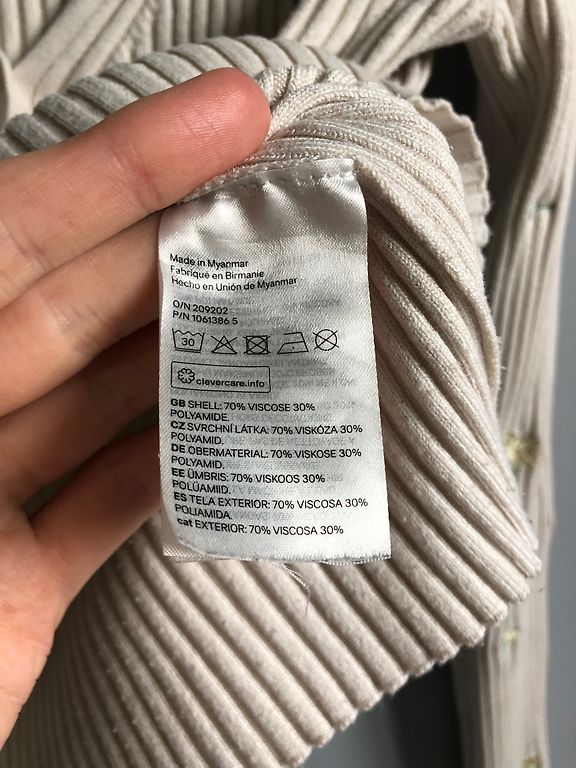 Made in Myanmar
Fabriqué en Birmanie
Hecho en Unión de Myanmar
O/N 209202
P/N 1061386 5
30
clevercare.info
GB SHELL: 70% VISCOSE 30%
POLYAMIDE.
CZ SVRCHNÍ LÁTKA: 70% VISKÓZA 30%
POLYAMID.
DE OBERMATERIAL: 70% VISKOSE 30%
POLYAMID.
EE ÜMBRIS: 70% VISKOOS 30%
POLÜAMIID.
ES TELA EXTERIOR: 70% VISCOSA 30%
POLIAMIDA.
cat EXTERIOR: 70% VISCOSA 30%